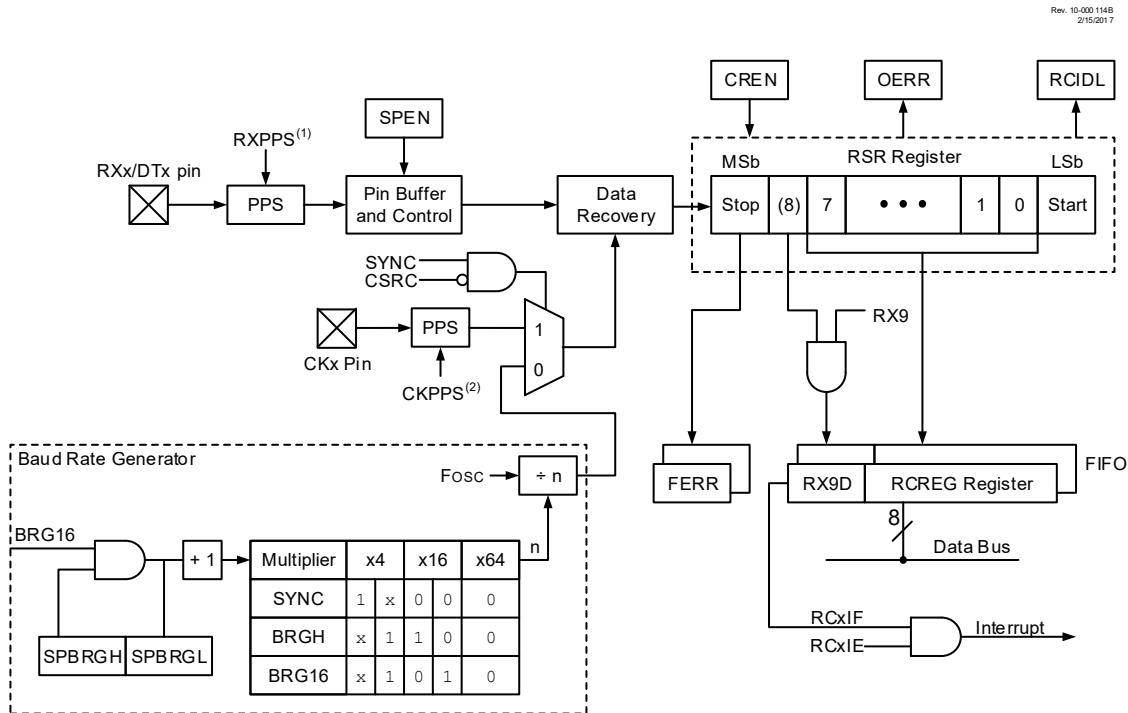 Rev. 10-000 114B
2/15/2017
CREN
OERR
RCIDL
SPEN
RXPPS(1)
RXx/DTx pin
PPS
Pin Buffer
and Control
Data
Recovery
MSb
RSR Register
LSb
Stop
(8)
7
• • •
1
0
Start
SYNC
CSRC
PPS
CKx Pin
CKPPS(2)
1
0
RX9
Baud Rate Generator
FOSC
÷ n
n
BRG16
+ 1
SPBRGH
SPBRGL
Multiplier x4 x16 x64
SYNC 1 x 0 0 0
BRGH x 1 1 0 0
BRG16 x 1 0 1 0
FERR
RX9D
RCREG Register
FIFO
8
Data Bus
RCxIF
RCxIE
Interrupt